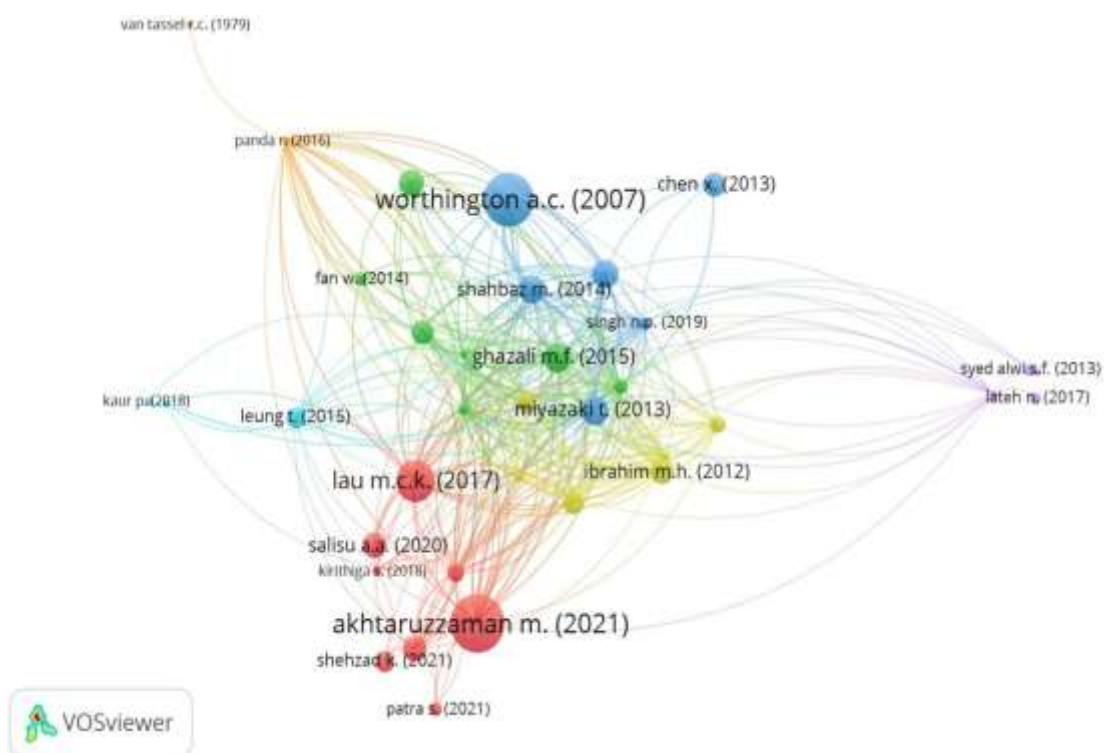 van tassel r.c. (1979)
panda n. (2016)
worthington a.c. (2007)
chen x. (2013)
fan w. (2014)
shahbaz m. (2014)
singh n.p. (2019)
ghazali m.f. (2015)
syed alwi s.f. (2013)
kaur p. (2018)
lateh n. (2017)
leung t. (2015)
miyazaki t. (2013)
ibrahim m.h. (2012)
lau m.c.k. (2017)
salisu a.a. (2020)
kirithiga s. (2018)
akhtaruzzaman m. (2021)
shehzad k. (2021)
patra s. (2021)
VOSviewer